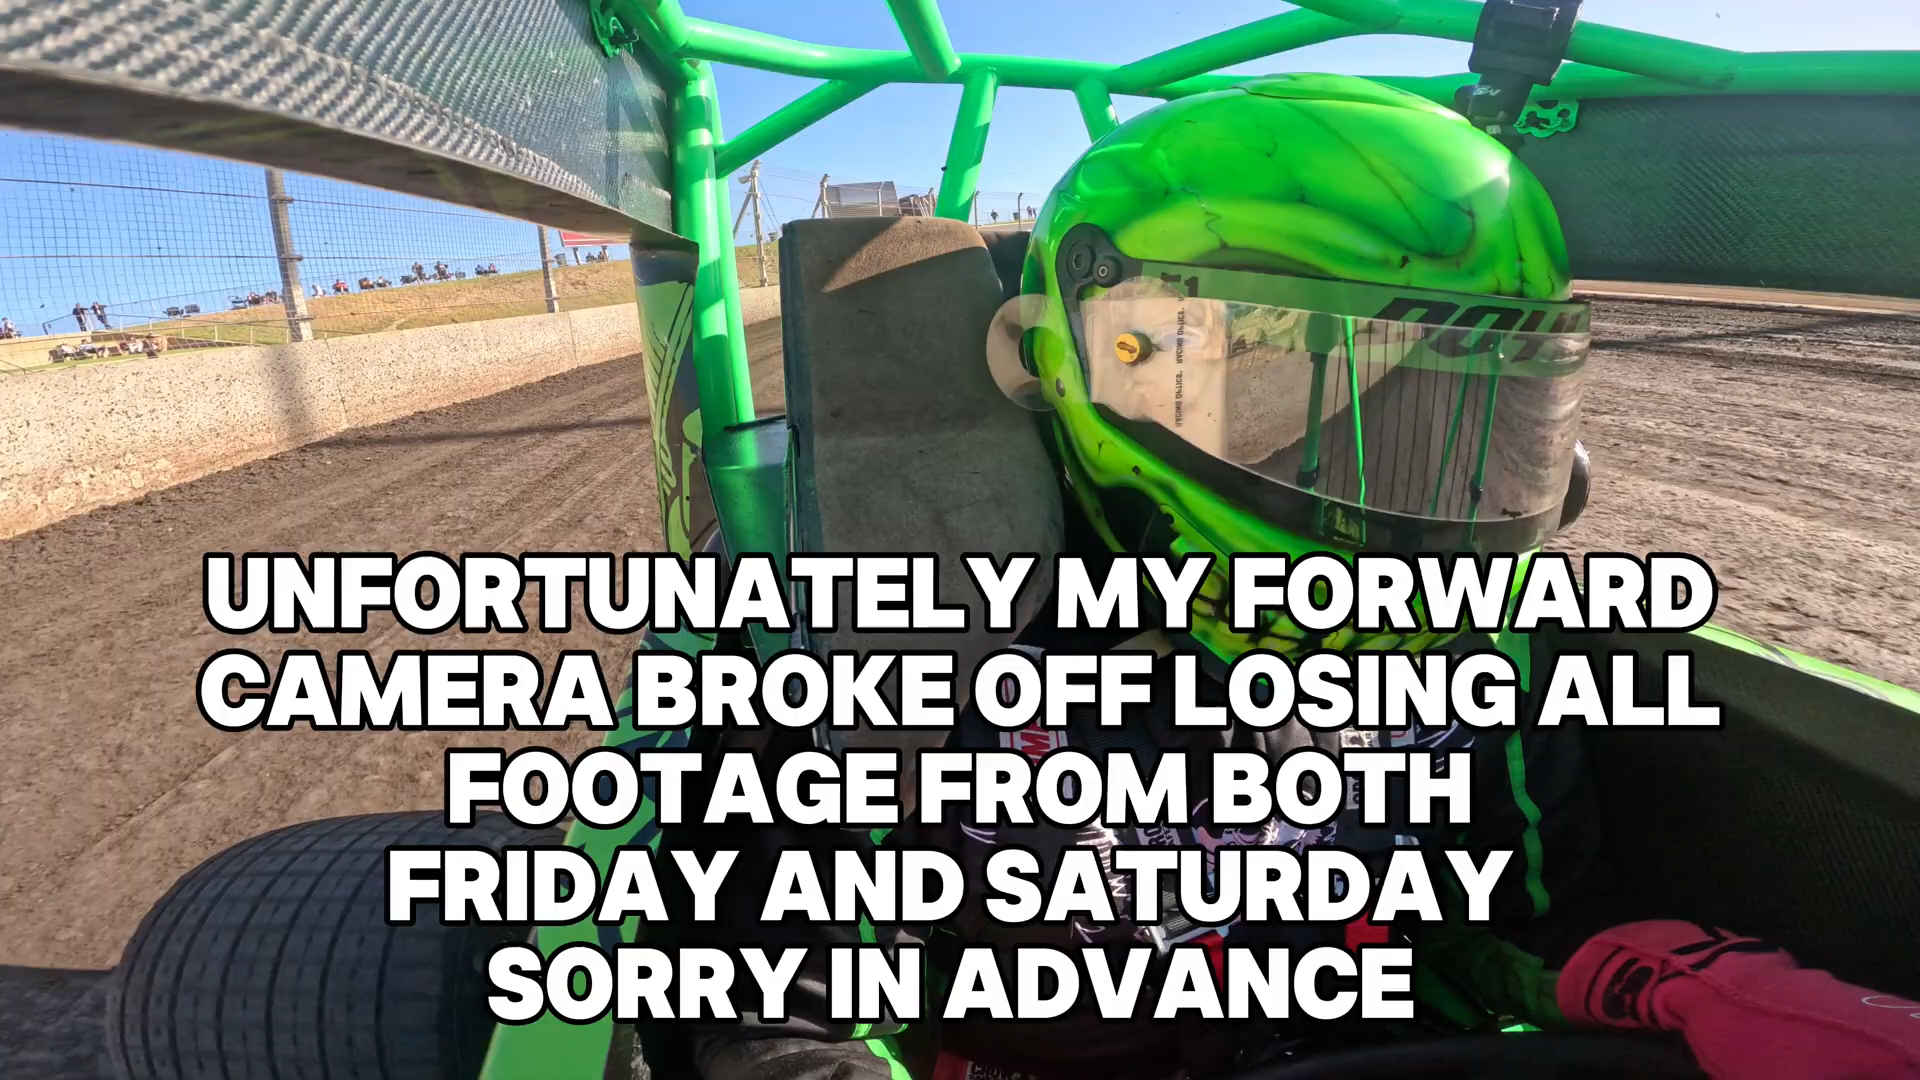 UNFORTUNATELY MY FORWARD
CAMERA BROKE OFF LOSING ALL
FOOTAGE FROM BOTH
FRIDAY AND SATURDAY
SORRY IN ADVANCE